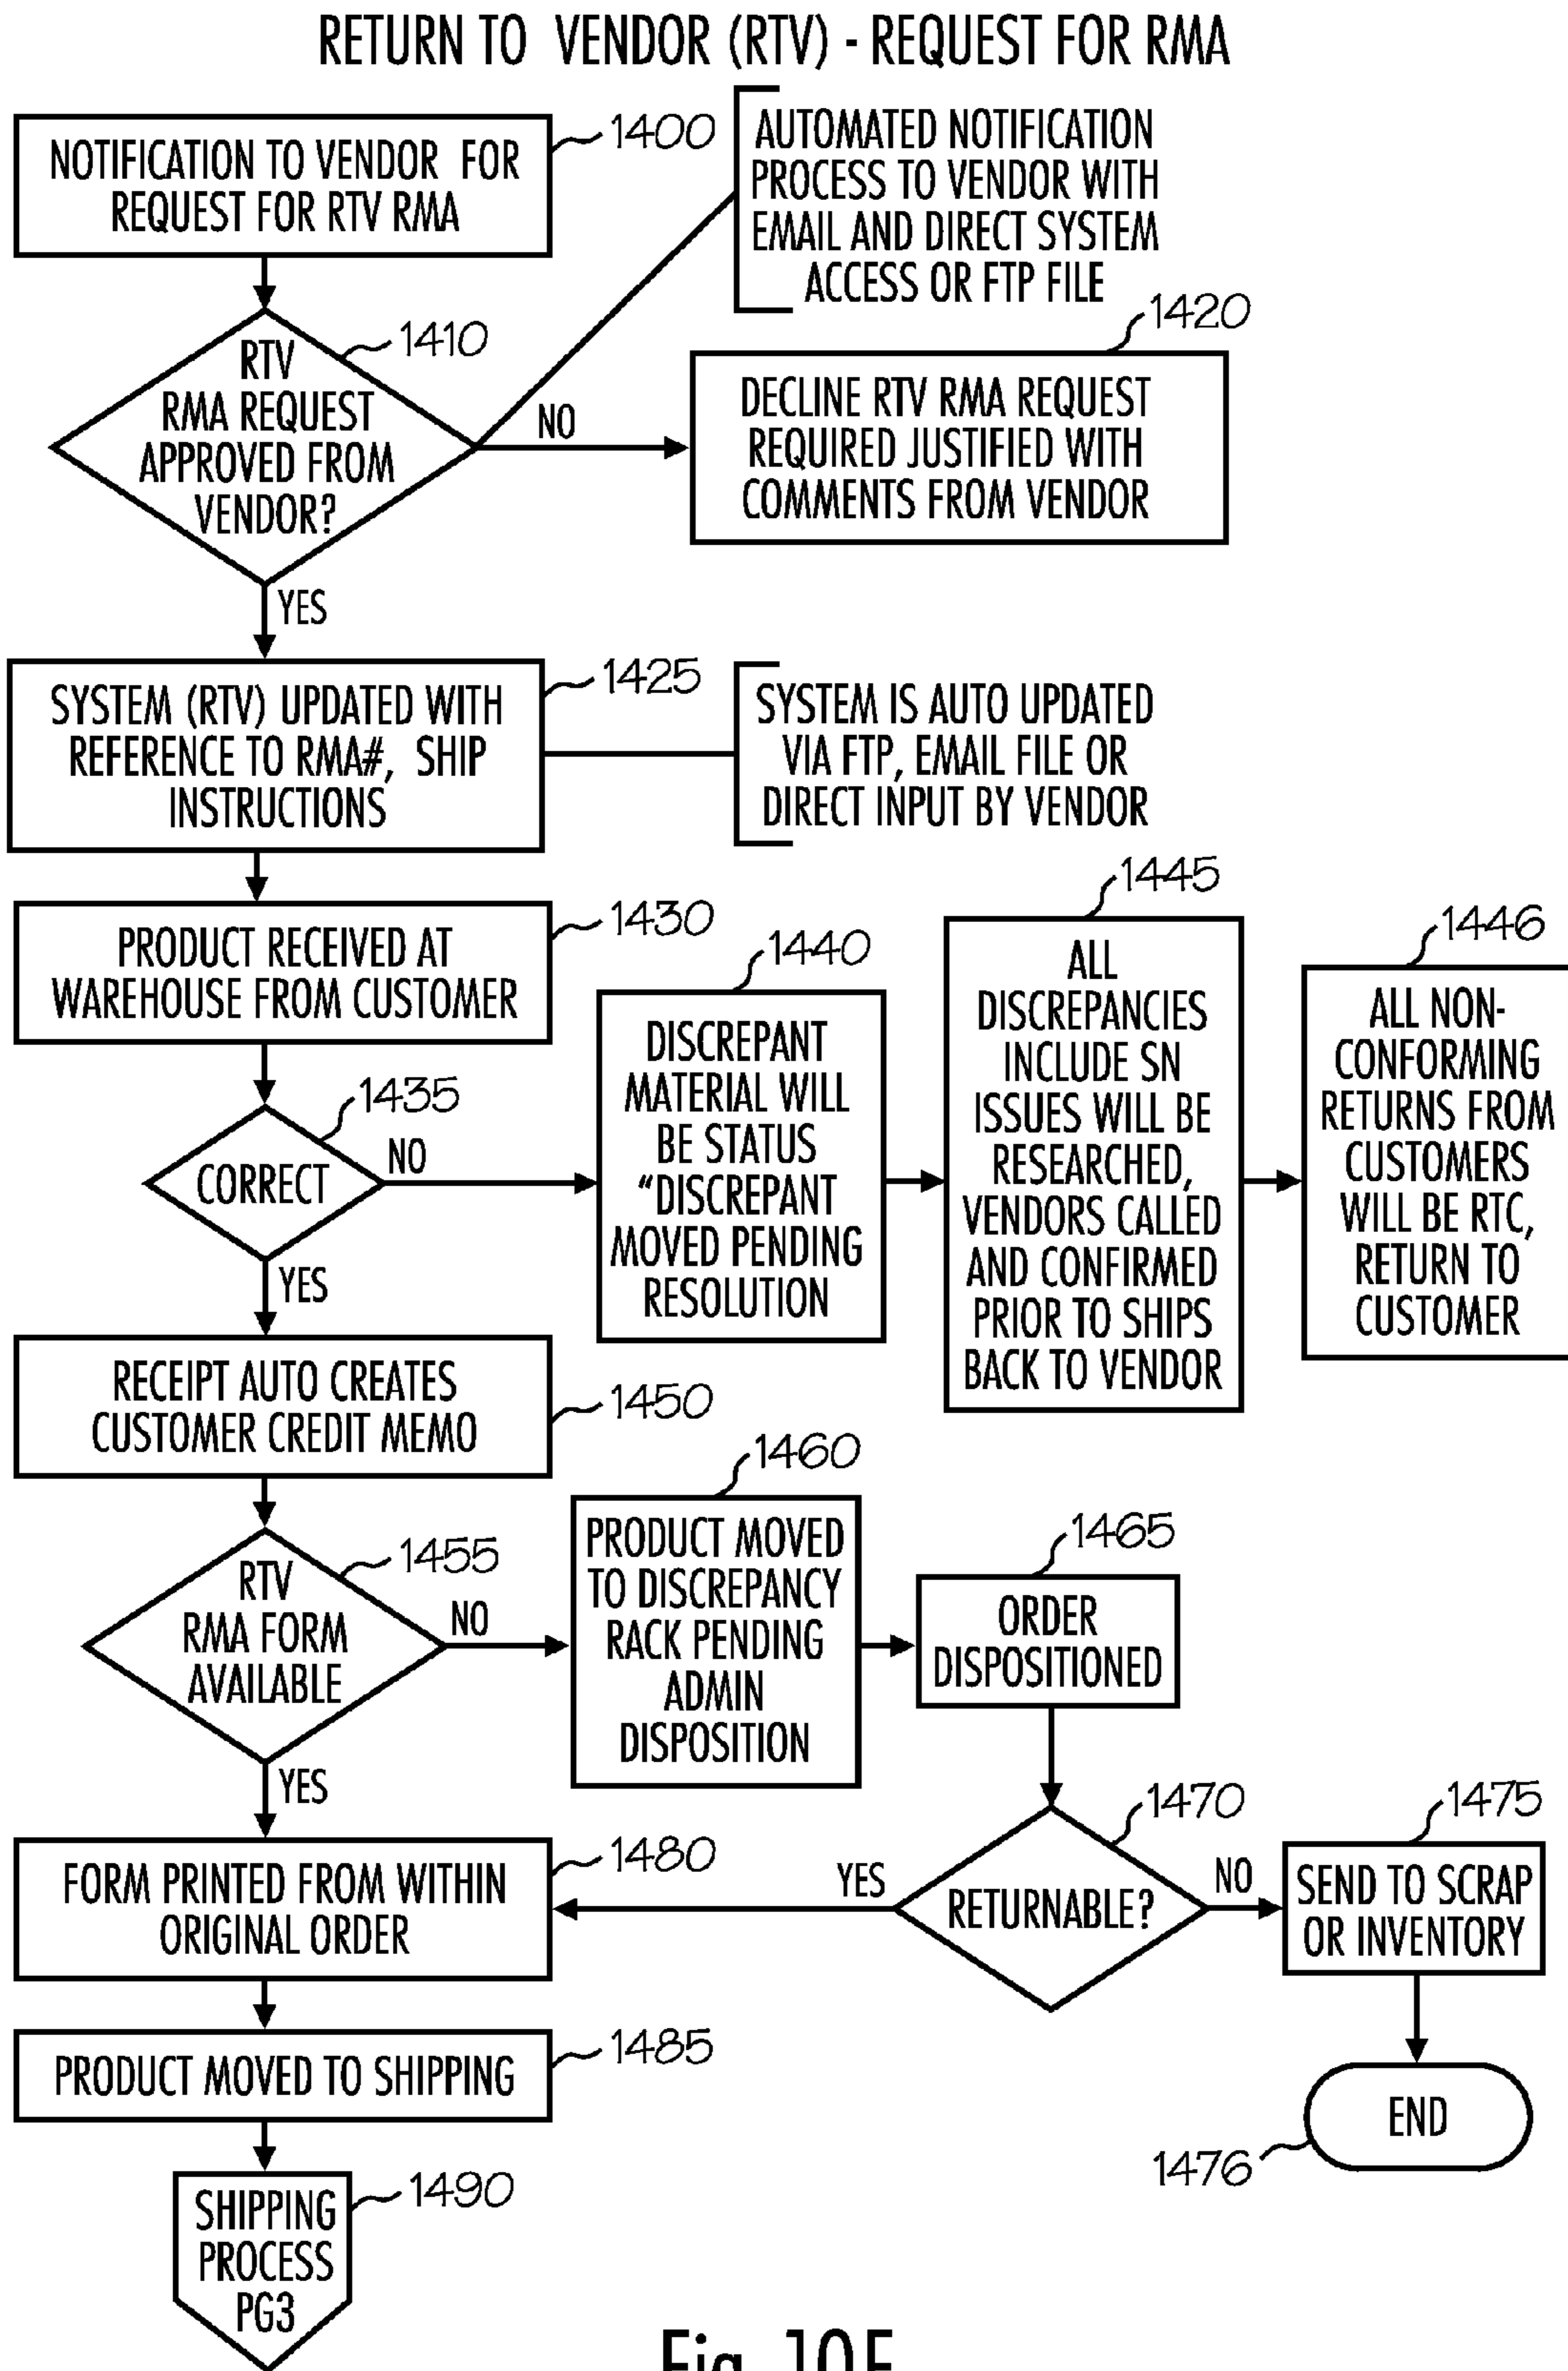 RETURN TO VENDOR (RTV) - REQUEST FOR RMA
NOTIFICATION TO VENDOR FOR
REQUEST FOR RTV RMA
1400
AUTOMATED NOTIFICATION
PROCESS TO VENDOR WITH
EMAIL AND DIRECT SYSTEM
ACCESS OR FTP FILE
RTV
RMA REQUEST
APPROVED FROM
VENDOR?
1410
NO
1420
DECLINE RTV RMA REQUEST
REQUIRED JUSTIFIED WITH
COMMENTS FROM VENDOR
YES
SYSTEM (RTV) UPDATED WITH
REFERENCE TO RMA#, SHIP
INSTRUCTIONS
1425
SYSTEM IS AUTO UPDATED
VIA FTP, EMAIL FILE OR
DIRECT INPUT BY VENDOR
PRODUCT RECEIVED AT
WAREHOUSE FROM CUSTOMER
1430
CORRECT
1435
NO
1440
DISCREPANT
MATERIAL WILL
BE STATUS
“DISCREPANT
MOVED PENDING
RESOLUTION
1445
ALL
DISCREPANCIES
INCLUDE SN
ISSUES WILL BE
RESEARCHED,
VENDORS CALLED
AND CONFIRMED
PRIOR TO SHIPS
BACK TO VENDOR
1446
ALL NON-
CONFORMING
RETURNS FROM
CUSTOMERS
WILL BE RTC,
RETURN TO
CUSTOMER
YES
RECEIPT AUTO CREATES
CUSTOMER CREDIT MEMO
1450
RTV
RMA FORM
AVAILABLE
1455
NO
1460
PRODUCT MOVED
TO DISCREPANCY
RACK PENDING
ADMIN
DISPOSITION
1465
ORDER
DISPOSITIONED
YES
FORM PRINTED FROM WITHIN
ORIGINAL ORDER
1480
YES
RETURNABLE?
1470
NO
1475
SEND TO SCRAP
OR INVENTORY
PRODUCT MOVED TO SHIPPING
1485
END
1476
SHIPPING
PROCESS
PG3
1490